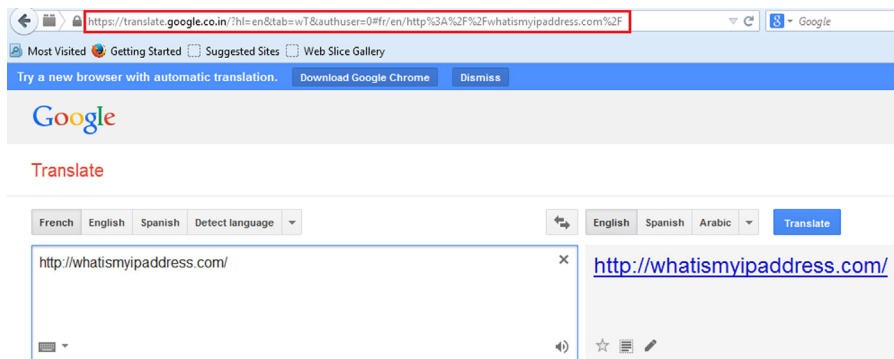 https://translate.google.co.in/?hl=en&tab=wT&authuser=0#fr/en/http%3A%2F%2Fwhatismyipaddress.com%2F Google
Most Visited Getting Started Suggested Sites Web Slice Gallery
Try a new browser with automatic translation. Download Google Chrome Dismiss
Google
Translate
French English Spanish Detect language English Spanish Arabic Translate
http://whatismyipaddress.com/ http://whatismyipaddress.com/